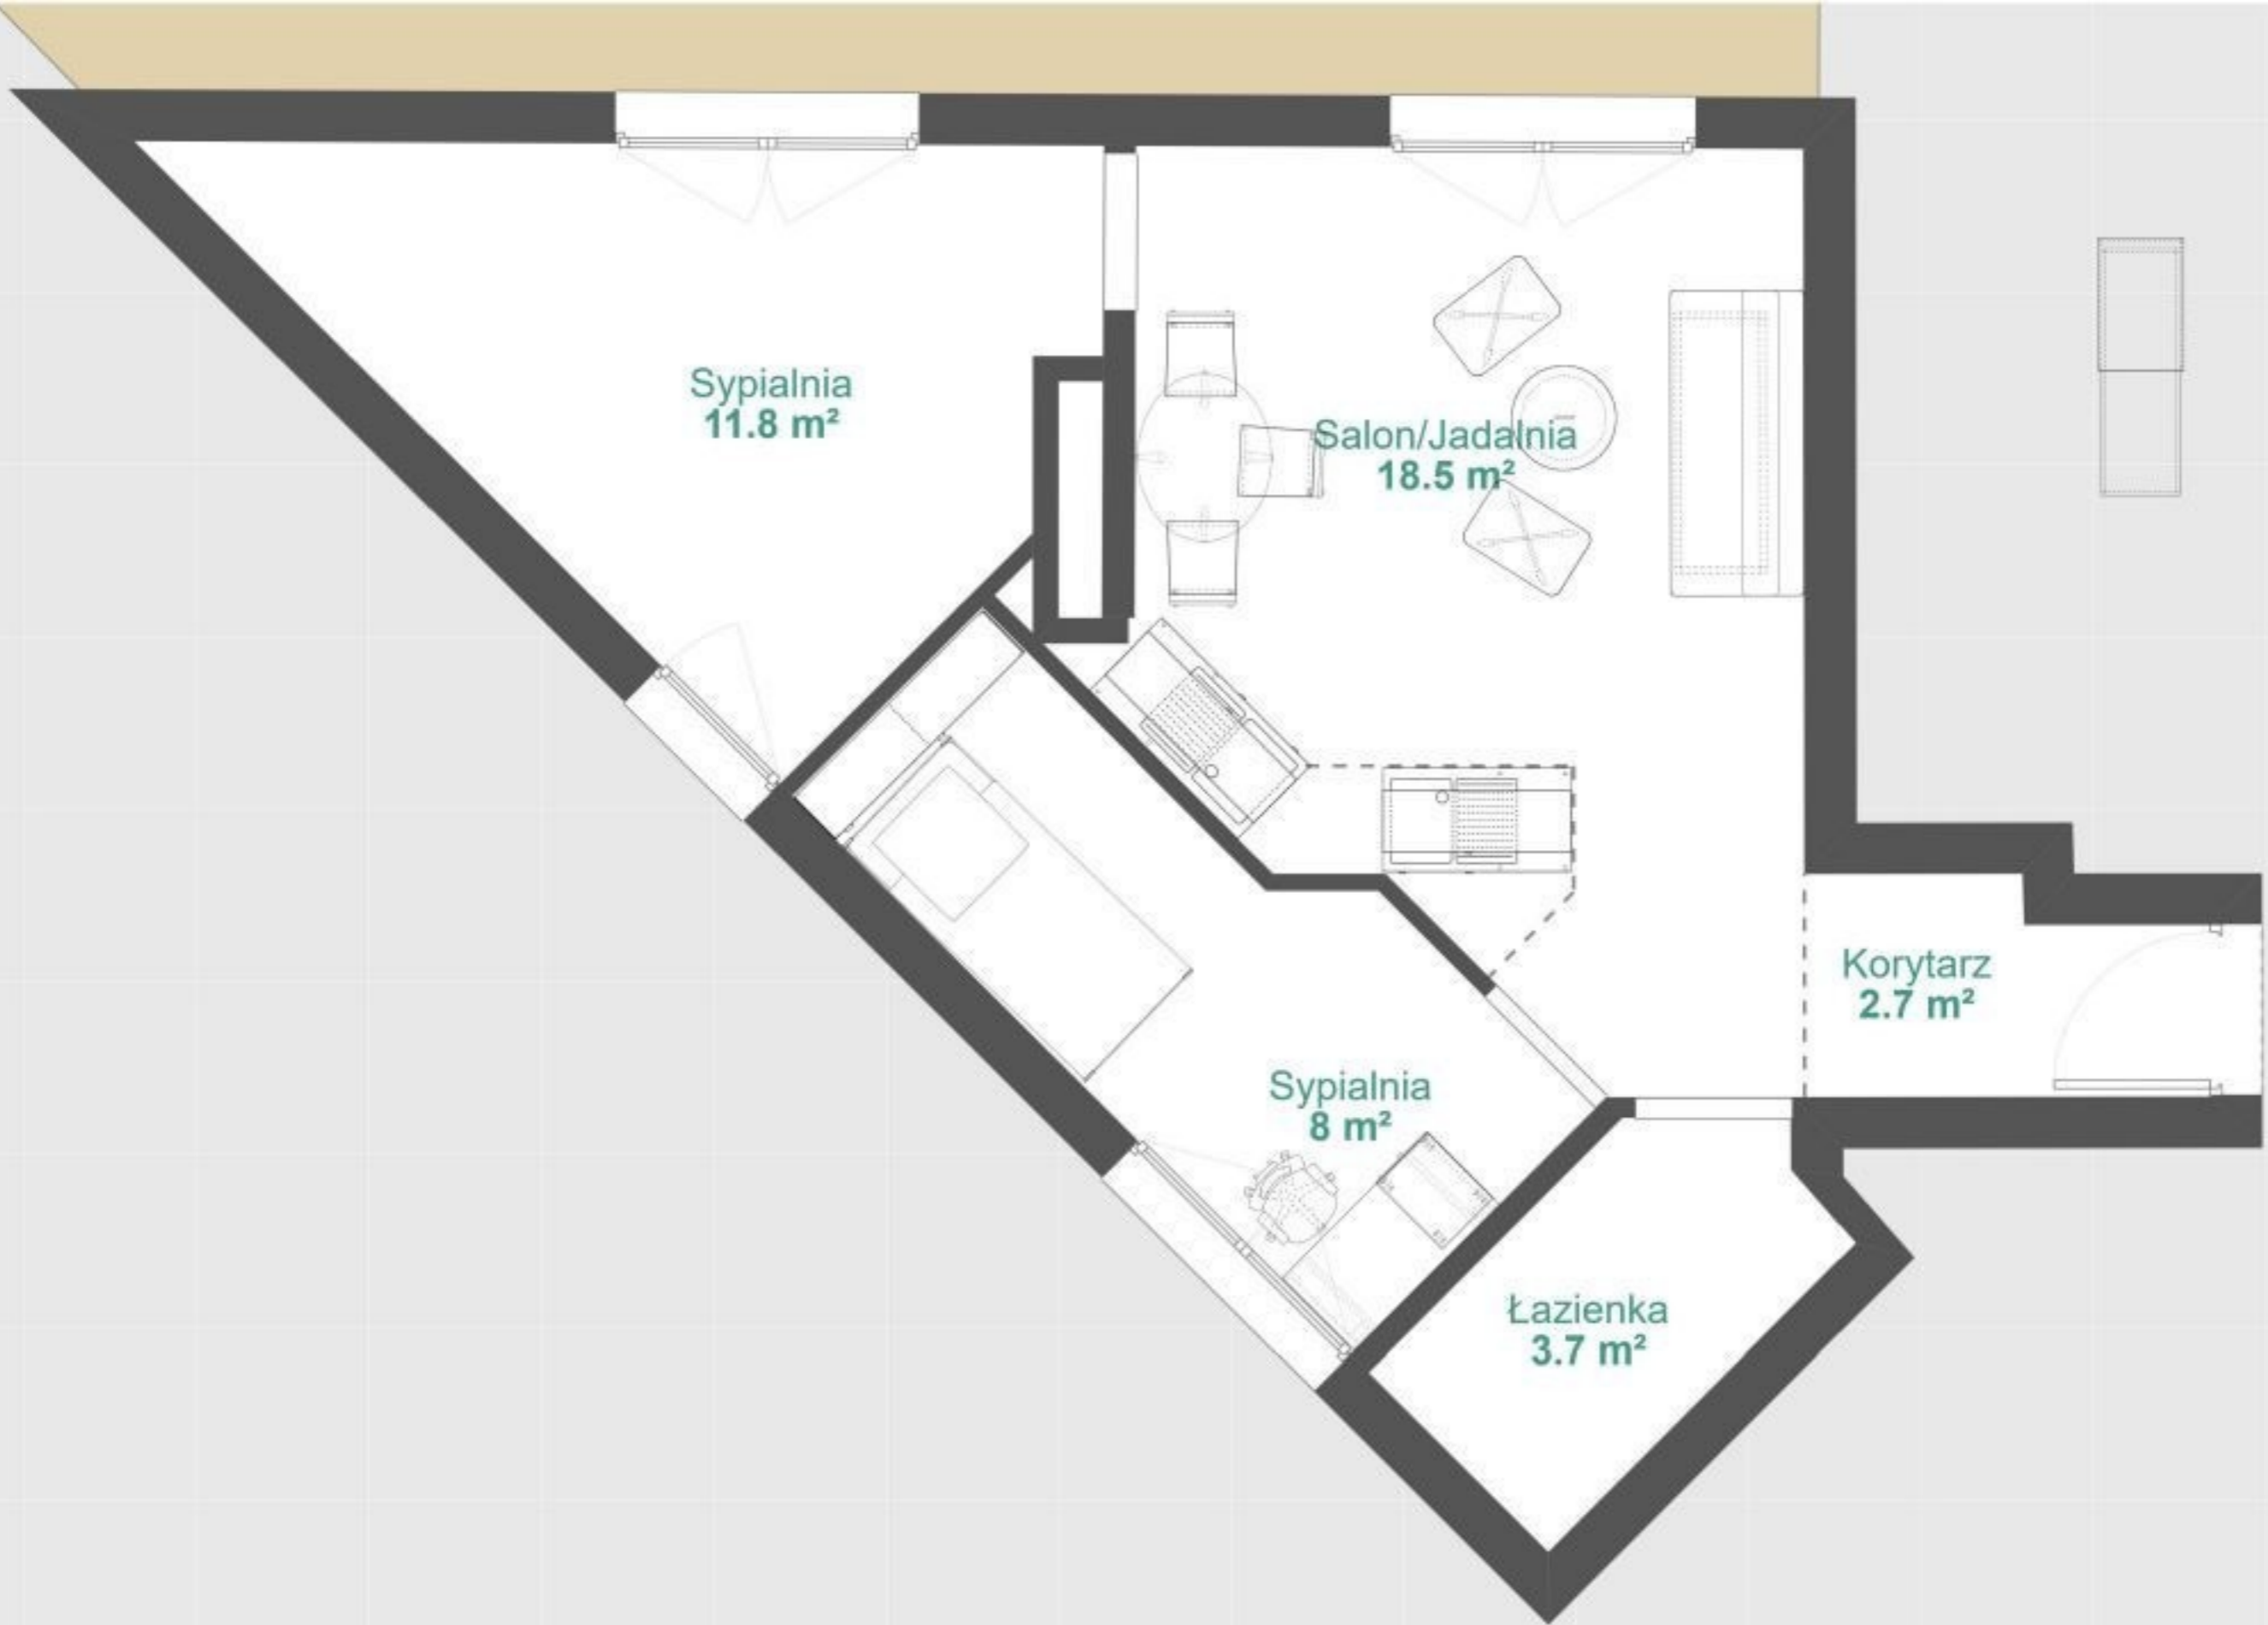 Sypialnia
11.8 m²
Salon/Jadalnia
18.5 m²
Korytarz
2.7 m²
Sypialnia
8 m²
Łazienka
3.7 m²